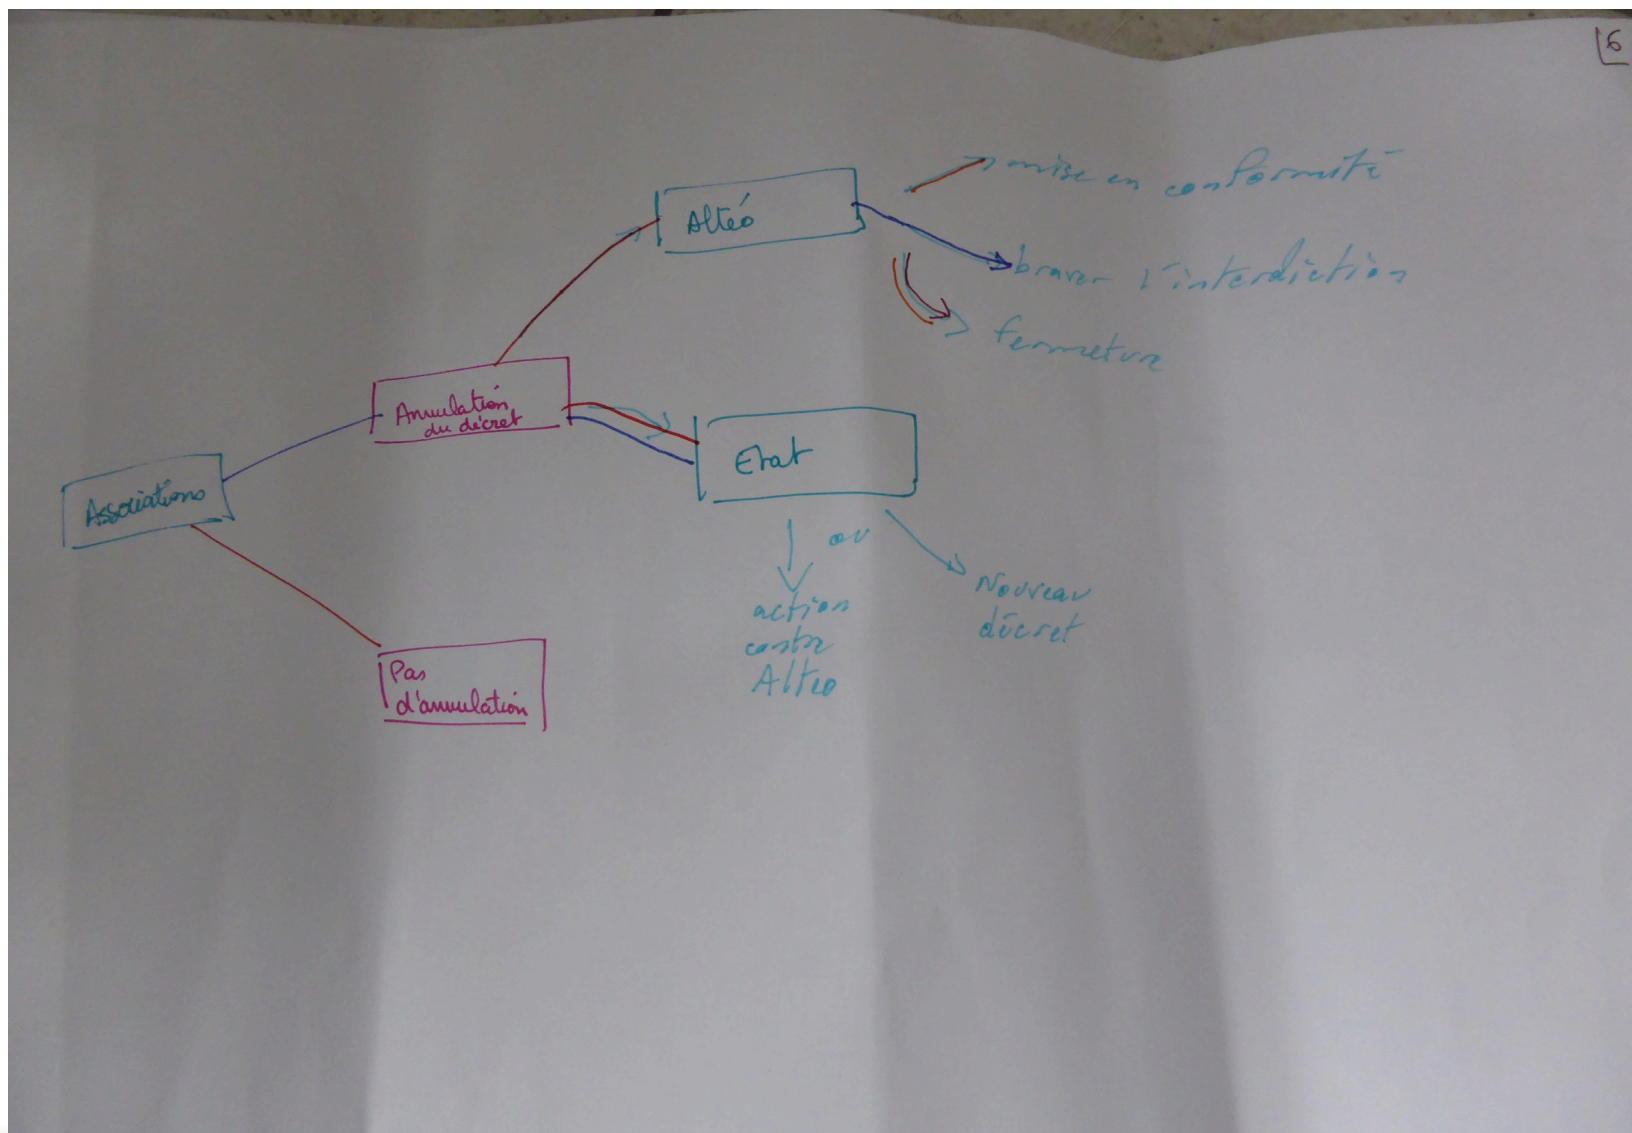 6
Altéo
mise en conformité
braver l'interdiction
fermeture
Annulation
du décret
Etat
Associations
ou
action
contre
Alteo
Nouveau
décret
Pas
d'annulation